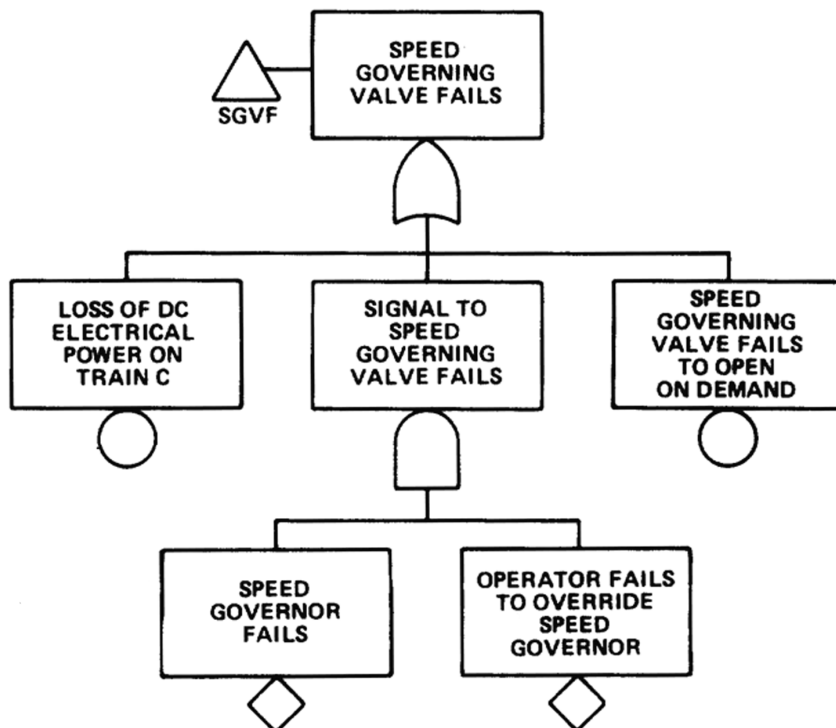 SPEED
GOVERNING
VALVE FAILS
SGVF
LOSS OF DC
ELECTRICAL
POWER ON
TRAIN C
SIGNAL TO
SPEED
GOVERNING
VALVE FAILS
SPEED
GOVERNING
VALVE FAILS
TO OPEN
ON DEMAND
SPEED
GOVERNOR
FAILS
OPERATOR FAILS
TO OVERRIDE
SPEED
GOVERNOR